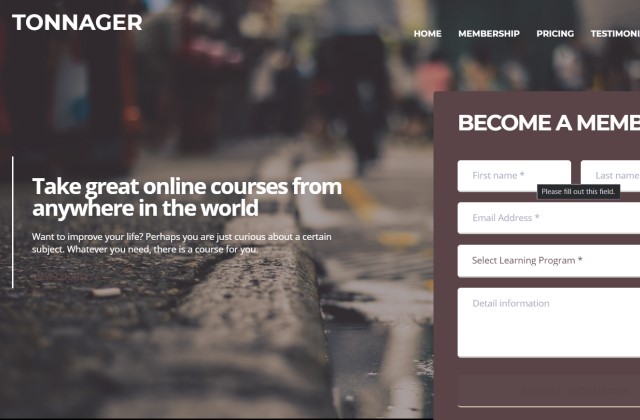 TONNAGER
HOME MEMBERSHIP PRICING TESTIMONI
BECOME A MEMB
Take great online courses from
anywhere in the world
Want to improve your life? Perhaps you are just curious about a certain
subject. Whatever you need, there is a course for you.
First name * Last name
Please fill out this field.
Email Address *
Select Learning Program *
Detail information